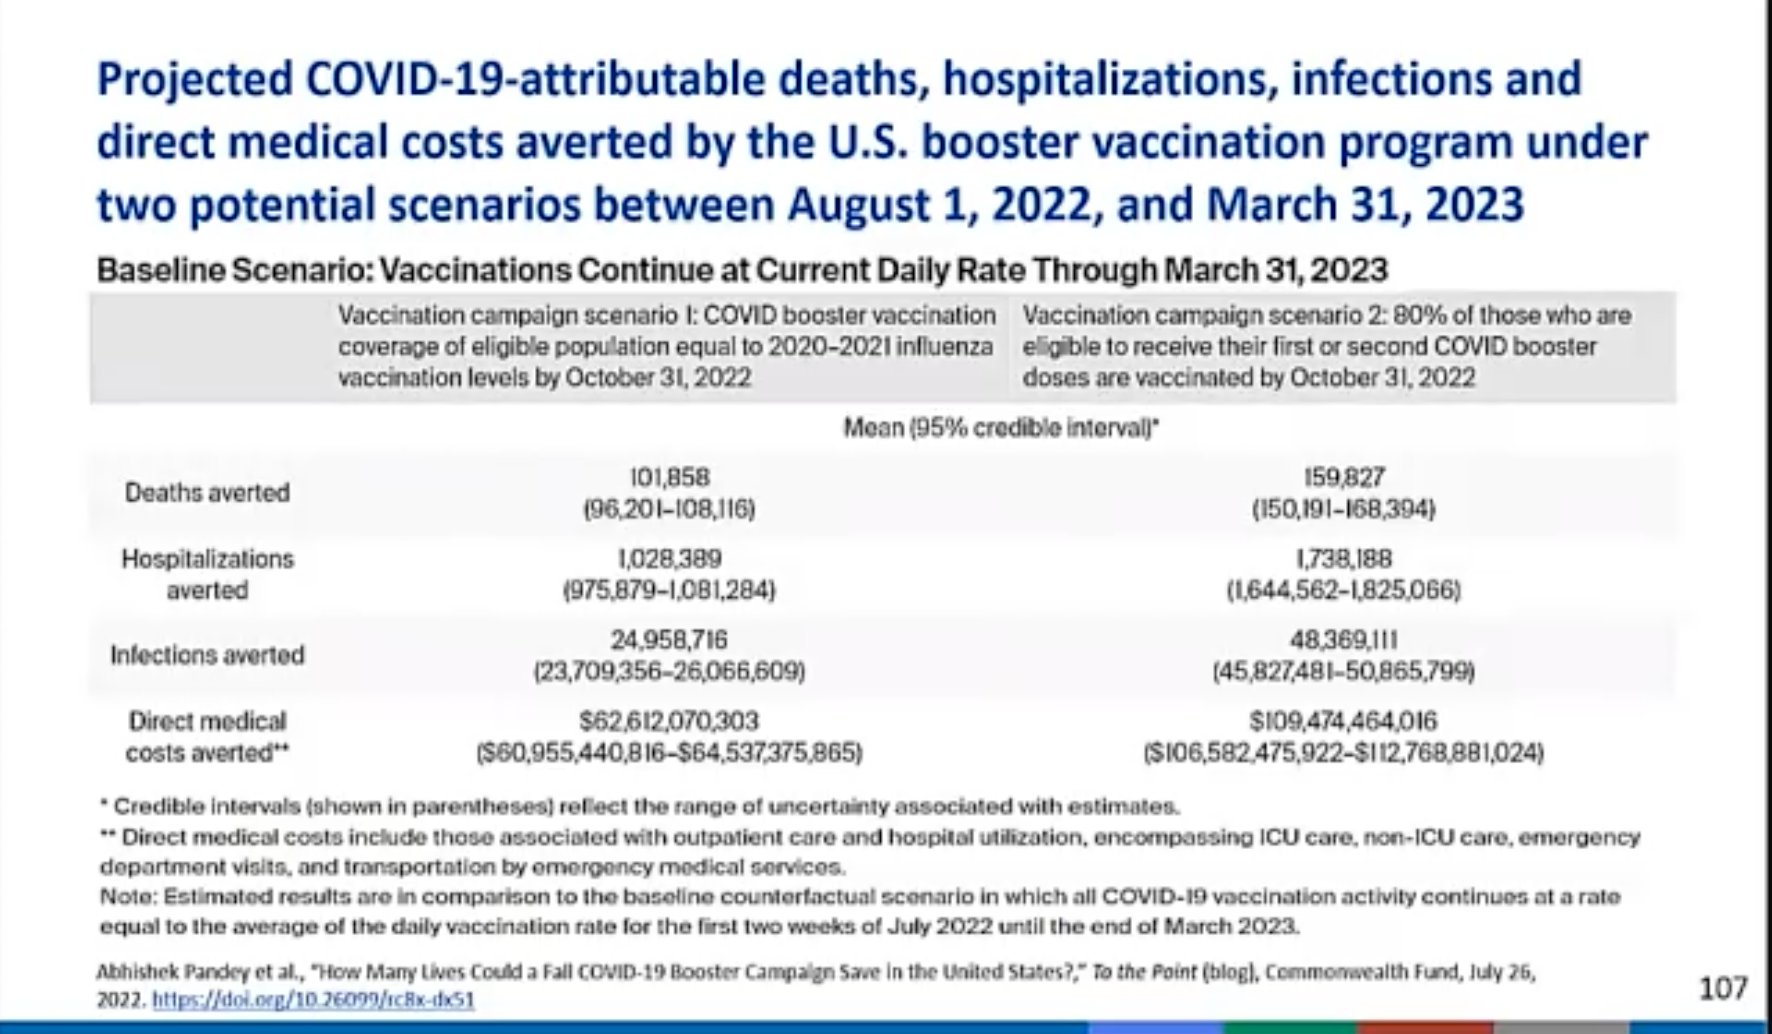 Projected COVID-19-attributable deaths, hospitalizations, infections and
direct medical costs averted by the U.S. booster vaccination program under
two potential scenarios between August 1, 2022, and March 31, 2023
Baseline Scenario: Vaccinations Continue at Current Daily Rate Through March 31, 2023
Vaccination campaign scenario 1: COVID booster vaccination
coverage of eligible population equal to 2020–2021 influenza
vaccination levels by October 31, 2022
Vaccination campaign scenario 2: 80% of those who are
eligible to receive their first or second COVID booster
doses are vaccinated by October 31, 2022
Mean (95% credible interval)*
Deaths averted
101,858
(96,201–108,116)
159,827
(150,191–168,394)
Hospitalizations
averted
1,028,389
(975,879–1,081,284)
1,738,188
(1,644,562–1,825,066)
Infections averted
24,958,716
(23,709,356–26,066,609)
48,369,111
(45,827,481–50,865,799)
Direct medical
costs averted**
$62,612,070,303
($60,955,440,816–$64,537,375,865)
$109,474,464,016
($106,582,475,922–$112,768,881,024)
* Credible intervals (shown in parentheses) reflect the range of uncertainty associated with estimates.
** Direct medical costs include those associated with outpatient care and hospital utilization, encompassing ICU care, non-ICU care, emergency
department visits, and transportation by emergency medical services.
Note: Estimated results are in comparison to the baseline counterfactual scenario in which all COVID-19 vaccination activity continues at a rate
equal to the average of the daily vaccination rate for the first two weeks of July 2022 until the end of March 2023.
Abhishek Pandey et al., "How Many Lives Could a Fall COVID-19 Booster Campaign Save in the United States?," To the Point (blog), Commonwealth Fund, July 26,
2022. https://doi.org/10.26099/rc8x-dx51
107